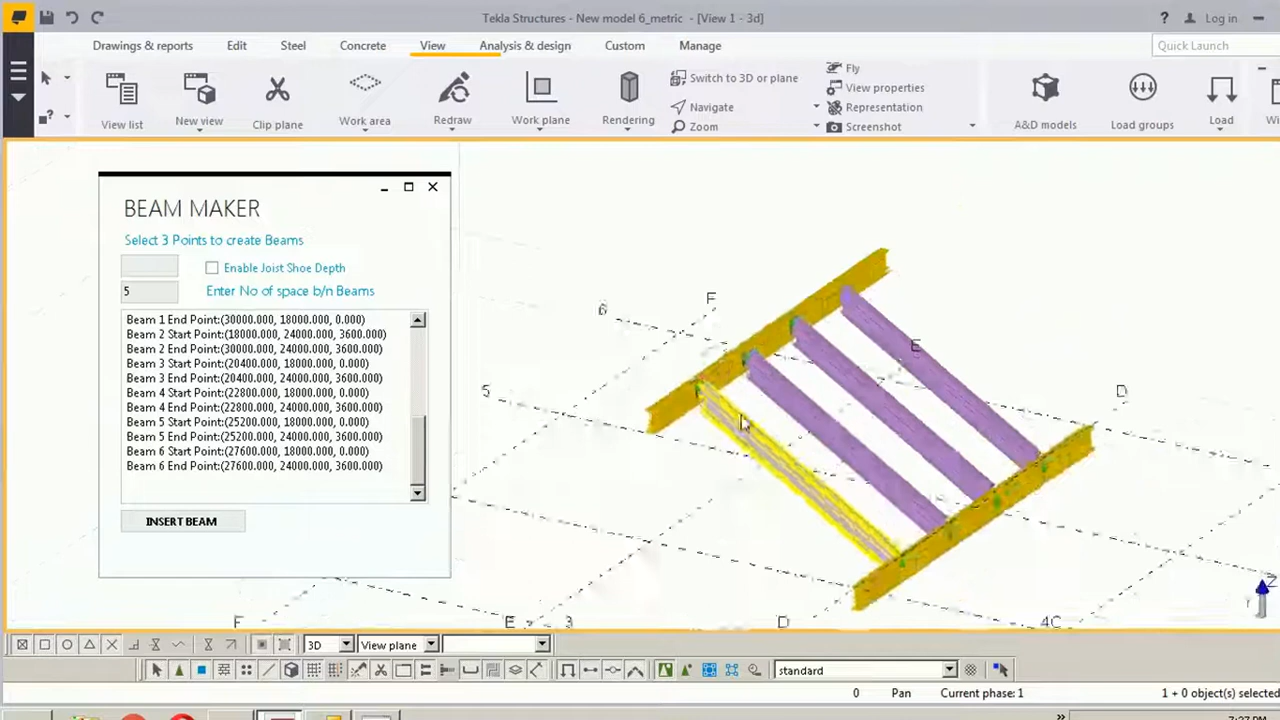 Tekla Structures - New model 6_metric - [View 1 - 3d]
? Log in
Drawings & reports Edit Steel Concrete View Analysis & design Custom Manage
Quick Launch
View list
New view
Clip plane
Work area
Redraw
Work plane
Rendering
Switch to 3D or plane
Navigate
Zoom
Fly
View properties
Representation
Screenshot
A&D models
Load groups
Load
Wi
BEAM MAKER
Select 3 Points to create Beams
Enable Joist Shoe Depth
5 Enter No of space b/n Beams
Beam 1 End Point:(30000.000, 18000.000, 0.000)
Beam 2 Start Point:(18000.000, 24000.000, 3600.000)
Beam 2 End Point:(30000.000, 24000.000, 3600.000)
Beam 3 Start Point:(20400.000, 18000.000, 0.000)
Beam 3 End Point:(20400.000, 24000.000, 3600.000)
Beam 4 Start Point:(22800.000, 18000.000, 0.000)
Beam 4 End Point:(22800.000, 24000.000, 3600.000)
Beam 5 Start Point:(25200.000, 18000.000, 0.000)
Beam 5 End Point:(25200.000, 24000.000, 3600.000)
Beam 6 Start Point:(27600.000, 18000.000, 0.000)
Beam 6 End Point:(27600.000, 24000.000, 3600.000)
INSERT BEAM
6
F
E
Z
5
D
Z
F
E
3
D
4C
3D View plane
standard
0 Pan Current phase: 1 1 + 0 object(s) selected